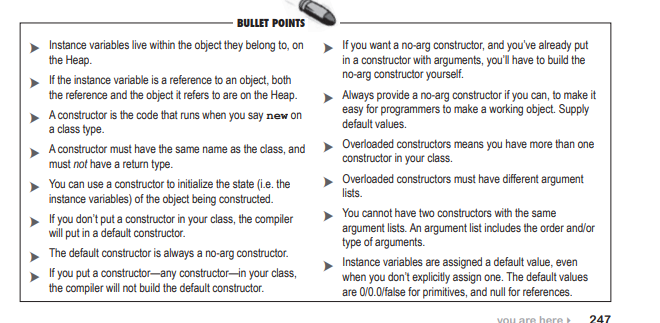 BULLET POINTS
Instance variables live within the object they belong to, on
the Heap.
If the instance variable is a reference to an object, both
the reference and the object it refers to are on the Heap.
A constructor is the code that runs when you say new on
a class type.
A constructor must have the same name as the class, and
must not have a return type.
You can use a constructor to initialize the state (i.e. the
instance variables) of the object being constructed.
If you don't put a constructor in your class, the compiler
will put in a default constructor.
The default constructor is always a no-arg constructor.
If you put a constructor—any constructor—in your class,
the compiler will not build the default constructor.
If you want a no-arg constructor, and you've already put
in a constructor with arguments, you'll have to build the
no-arg constructor yourself.
Always provide a no-arg constructor if you can, to make it
easy for programmers to make a working object. Supply
default values.
Overloaded constructors means you have more than one
constructor in your class.
Overloaded constructors must have different argument
lists.
You cannot have two constructors with the same
argument lists. An argument list includes the order and/or
type of arguments.
Instance variables are assigned a default value, even
when you don't explicitly assign one. The default values
are 0/0.0/false for primitives, and null for references.
you are here ▸ 247